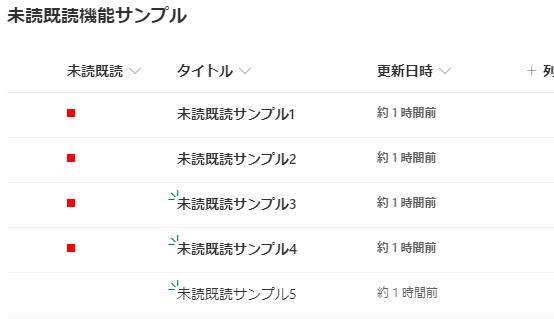 未読既読機能サンプル
未読既読 タイトル 更新日時 + 列
未読既読サンプル1 約 1 時間前
未読既読サンプル2 約 1 時間前
未読既読サンプル3 約 1 時間前
未読既読サンプル4 約 1 時間前
未読既読サンプル5 約 1 時間前